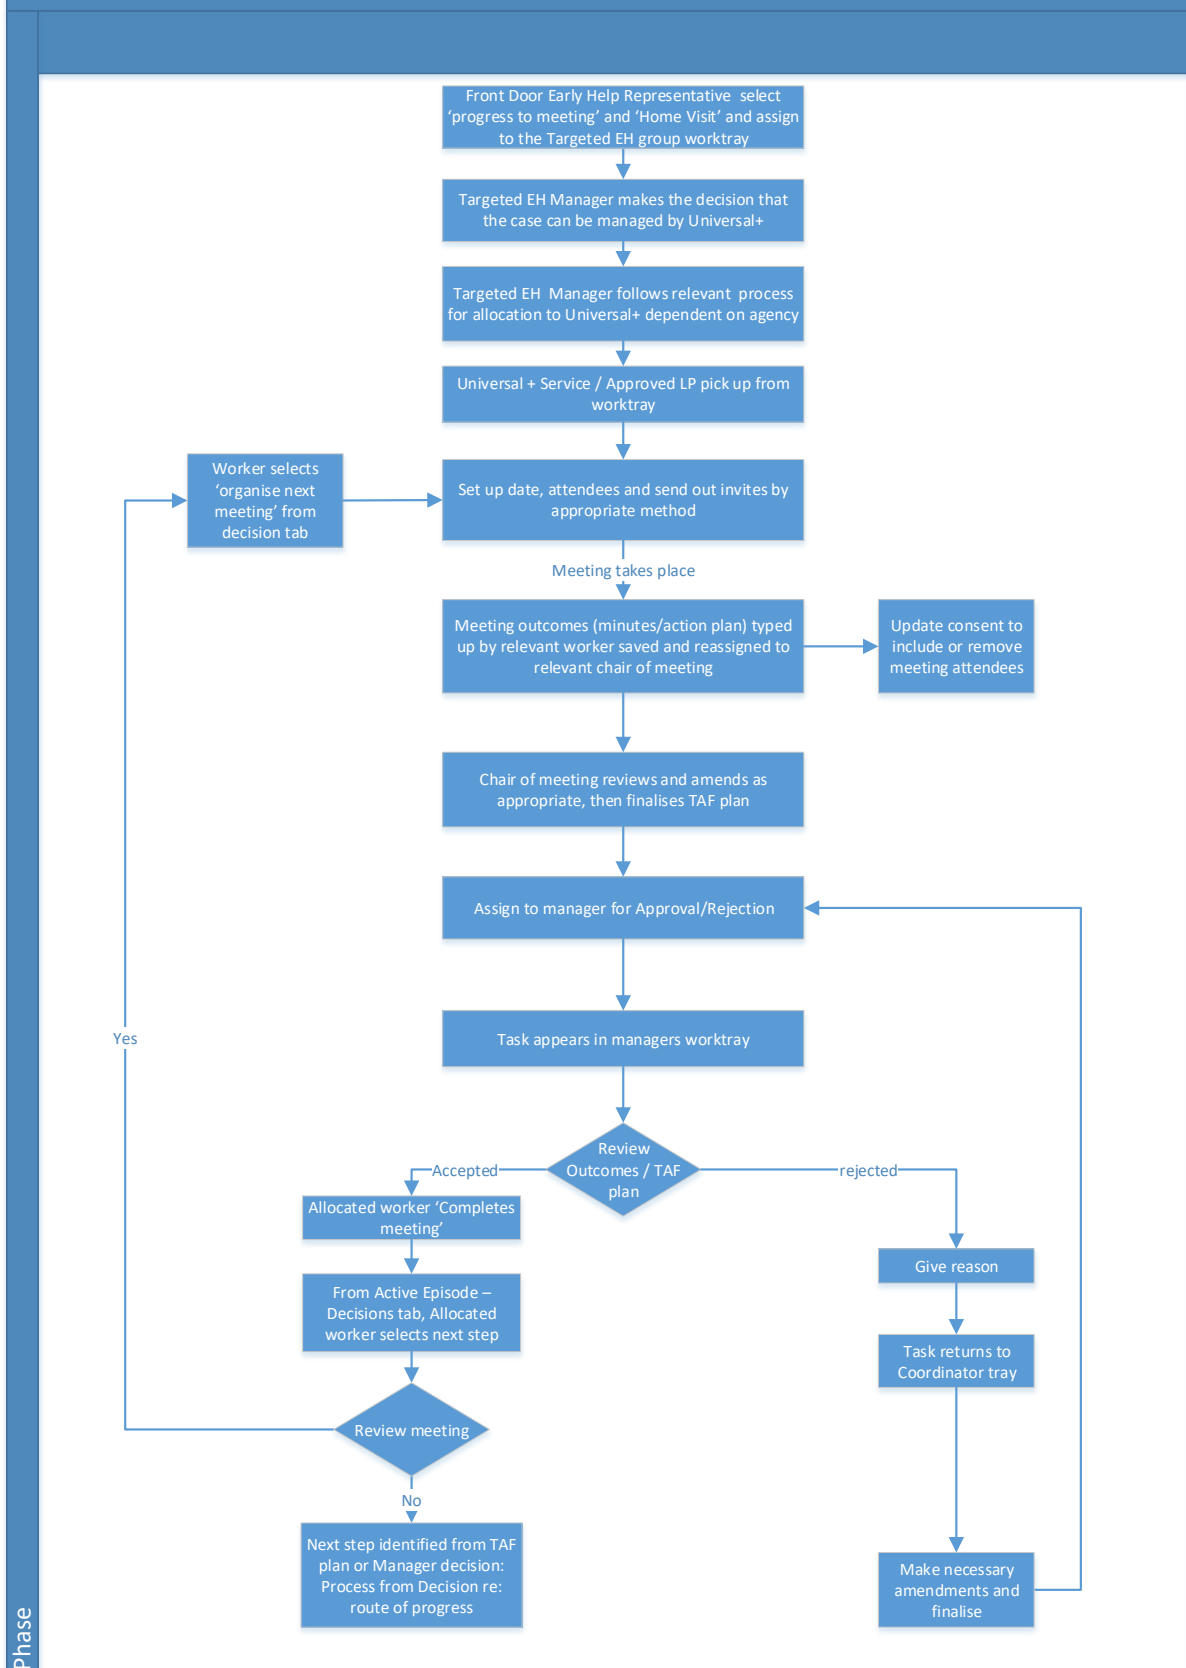 Front Door Early Help Representative select
‘progress to meeting’ and ‘Home Visit’ and assign
to the Targeted EH group worktray
Targeted EH Manager makes the decision that
the case can be managed by Universal+
Targeted EH Manager follows relevant process
for allocation to Universal+ dependent on agency
Universal + Service / Approved LP pick up from
worktray
Worker selects
‘organise next
meeting’ from
decision tab
Set up date, attendees and send out invites by
appropriate method
Meeting takes place
Meeting outcomes (minutes/action plan) typed
up by relevant worker saved and reassigned to
relevant chair of meeting
Update consent to
include or remove
meeting attendees
Chair of meeting reviews and amends as
appropriate, then finalises TAF plan
Assign to manager for Approval/Rejection
Task appears in managers worktray
Yes
Review
Outcomes / TAF
plan
Accepted
rejected
Allocated worker ‘Completes
meeting’
Give reason
From Active Episode –
Decisions tab, Allocated
worker selects next step
Task returns to
Coordinator tray
Review meeting
No
Next step identified from TAF
plan or Manager decision:
Process from Decision re:
route of progress
Make necessary
amendments and
finalise
Phase